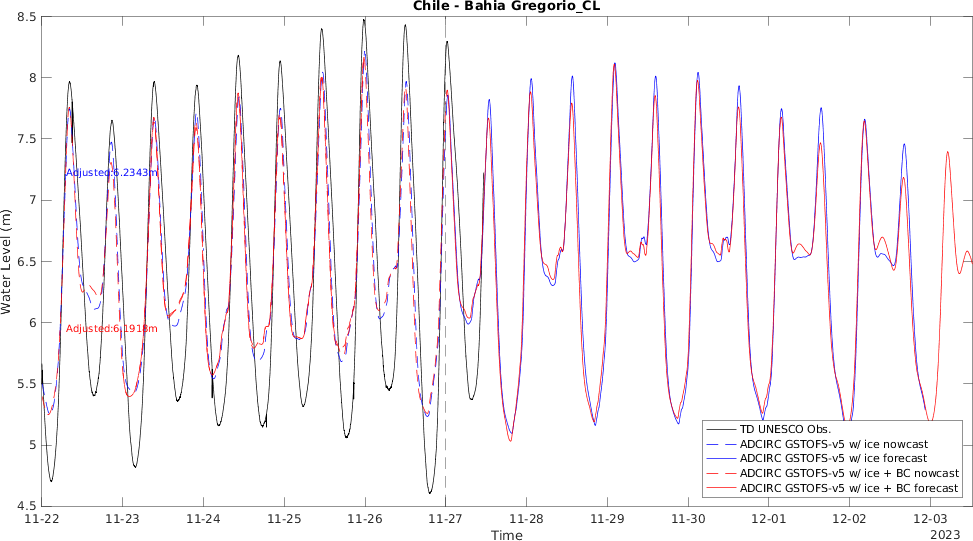 Chile - Bahia Gregorio_CL
8.5
8
7.5
7
6.5
6
5.5
5
4.5
Water Level (m)
Adjusted:6.2343m
Adjusted:6.1918m
TD UNESCO Obs.
ADCIRC GSTOFS-v5 w/ ice nowcast
ADCIRC GSTOFS-v5 w/ ice forecast
ADCIRC GSTOFS-v5 w/ ice + BC nowcast
ADCIRC GSTOFS-v5 w/ ice + BC forecast
11-22 11-23 11-24 11-25 11-26 11-27 11-28 11-29 11-30 12-01 12-02 12-03
Time
2023